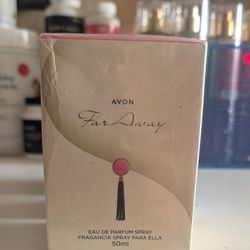 AVON
Far Away
EAU DE PARFUM SPRAY
FRAGANCIA SPRAY PARA ELLA
50ml